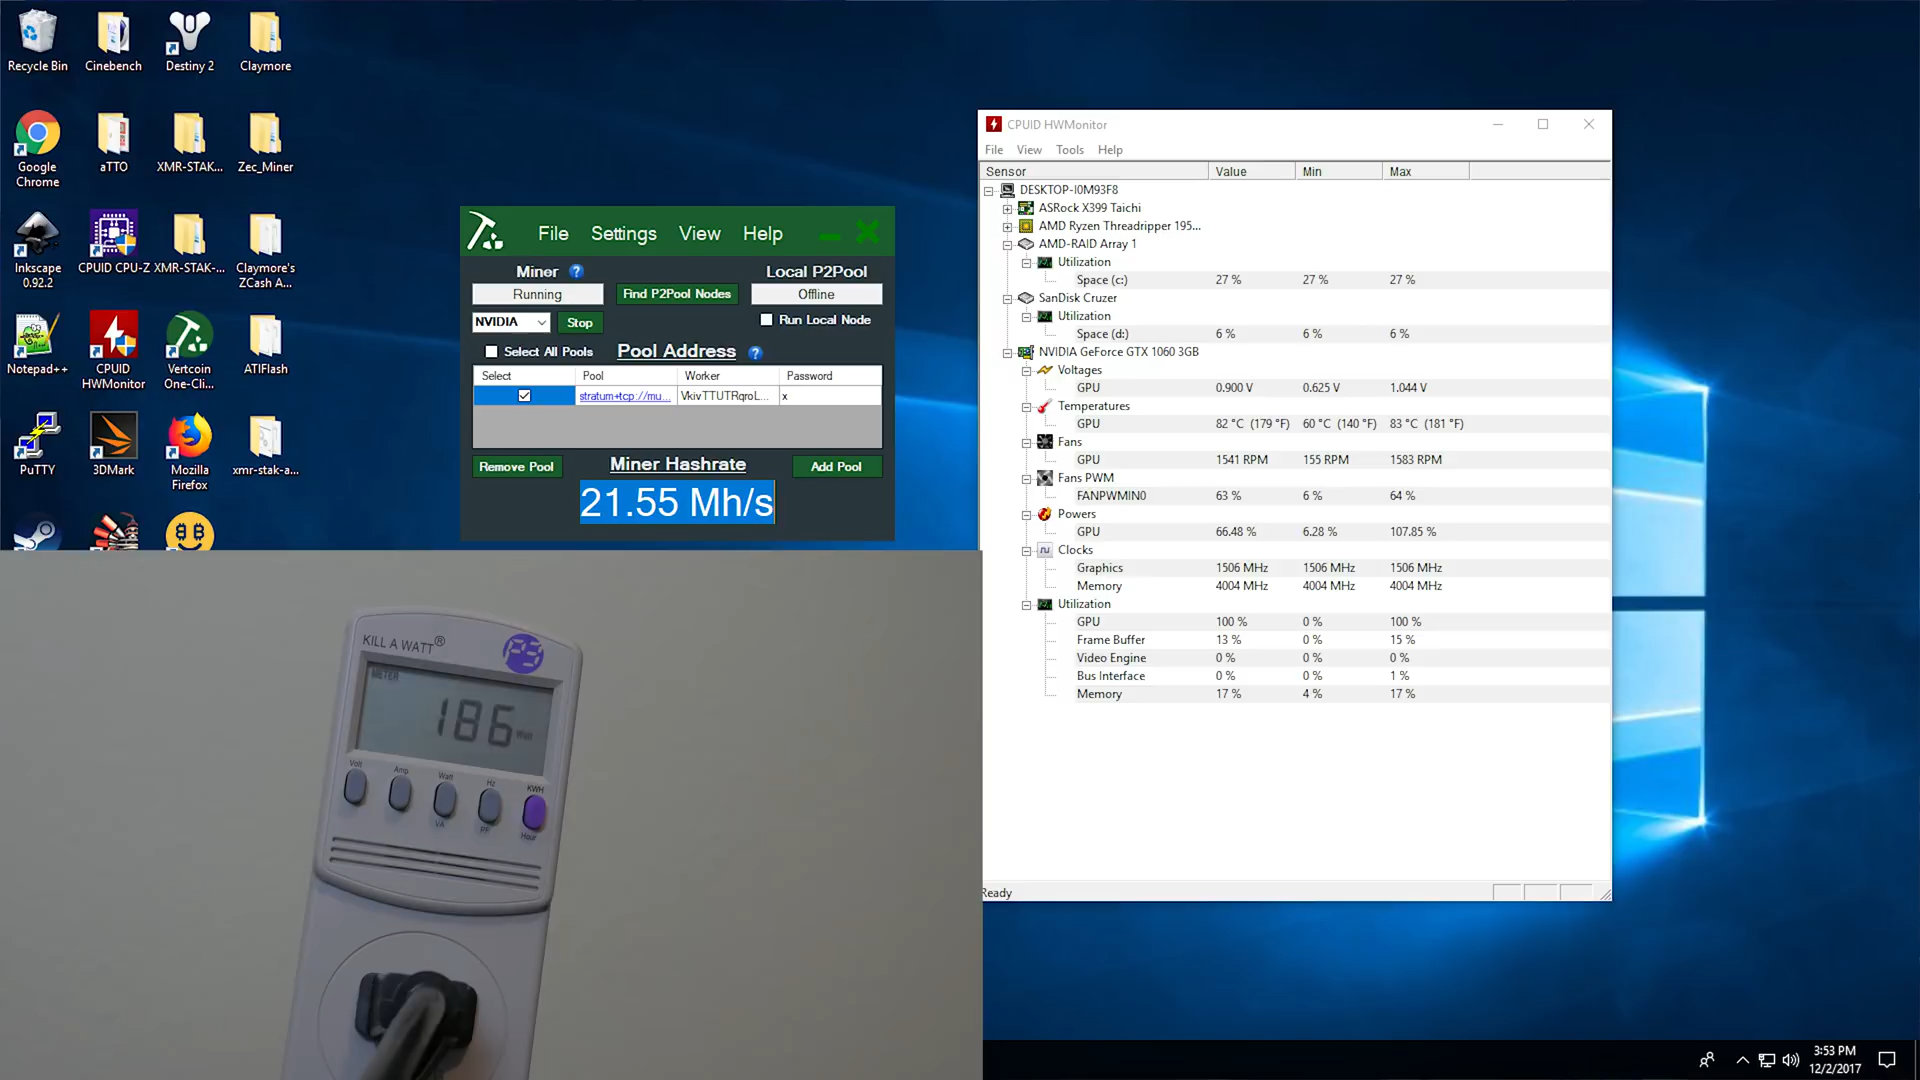 Recycle Bin
Cinebench
Destiny 2
Claymore
Google Chrome
aTTO
XMR-STAK...
Zec_Miner
Inkscape 0.92.2
CPUID CPU-Z
XMR-STAK-...
Claymore's ZCash A...
Notepad++
CPUID HWMonitor
Vertcoin One-Cli...
ATIFlash
PuTTY
3DMark
Mozilla Firefox
xmr-stak-a...
File Settings View Help
Miner ?
Local P2Pool
Running
Find P2Pool Nodes
Offline
NVIDIA
Stop
Run Local Node
Select All Pools
Pool Address ?
Select Pool Worker Password
stratum+tcp://mu... VkivTTUTRqroL... x
Remove Pool
Miner Hashrate
Add Pool
21.55 Mh/s
CPUID HWMonitor
File View Tools Help
Sensor Value Min Max
DESKTOP-I0M93F8
ASRock X399 Taichi
AMD Ryzen Threadripper 195...
AMD-RAID Array 1
Utilization
Space (c:) 27 % 27 % 27 %
SanDisk Cruzer
Utilization
Space (d:) 6 % 6 % 6 %
NVIDIA GeForce GTX 1060 3GB
Voltages
GPU 0.900 V 0.625 V 1.044 V
Temperatures
GPU 82 °C (179 °F) 60 °C (140 °F) 83 °C (181 °F)
Fans
GPU 1541 RPM 155 RPM 1583 RPM
Fans PWM
FANPWMIN0 63 % 6 % 64 %
Powers
GPU 66.48 % 6.28 % 107.85 %
Clocks
Graphics 1506 MHz 1506 MHz 1506 MHz
Memory 4004 MHz 4004 MHz 4004 MHz
Utilization
GPU 100 % 0 % 100 %
Frame Buffer 13 % 0 % 15 %
Video Engine 0 % 0 % 0 %
Bus Interface 0 % 0 % 1 %
Memory 17 % 4 % 17 %
Ready
KILL A WATT®
P3
METER
186 Watt
Volt Amp Watt Hz KWH
VA PF Hour
3:53 PM
12/2/2017